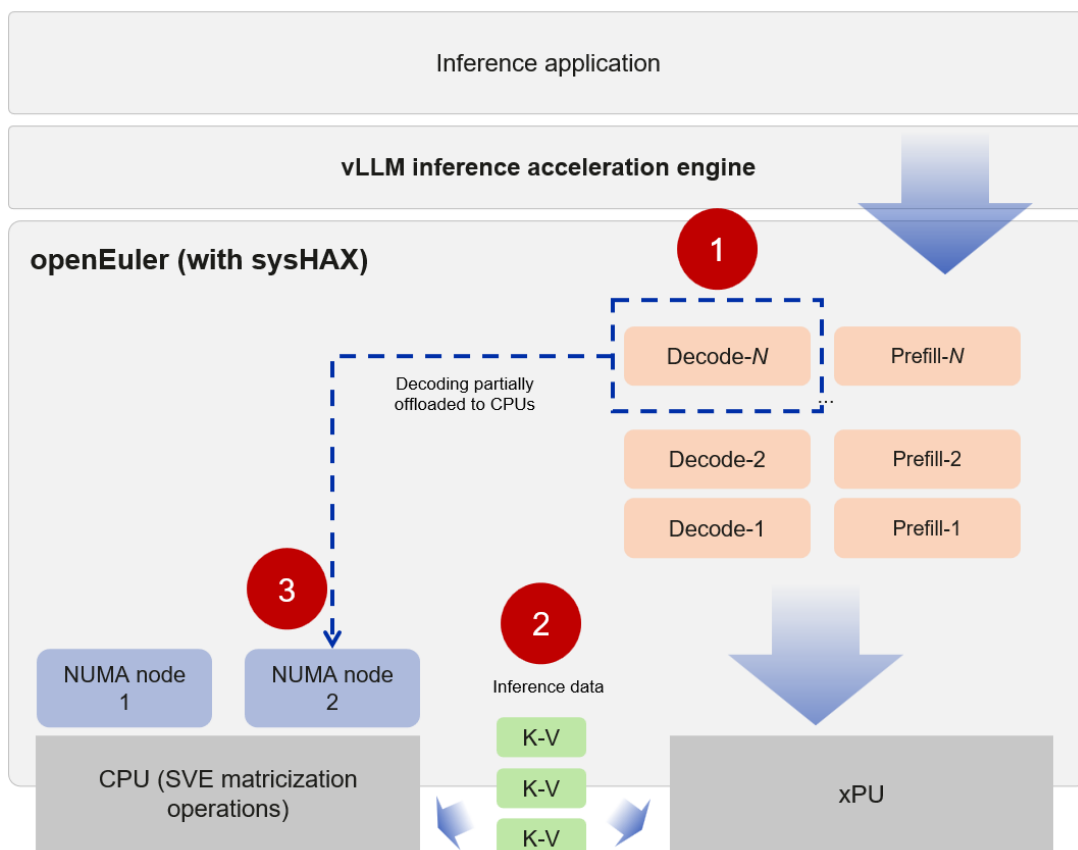 Inference application
vLLM inference acceleration engine
openEuler (with sysHAX)
1
Decode-N
Prefill-N
Decoding partially
offloaded to CPUs
...
Decode-2
Prefill-2
Decode-1
Prefill-1
3
2
NUMA node
1
NUMA node
2
Inference data
K-V
K-V
K-V
CPU (SVE matricization
operations)
xPU